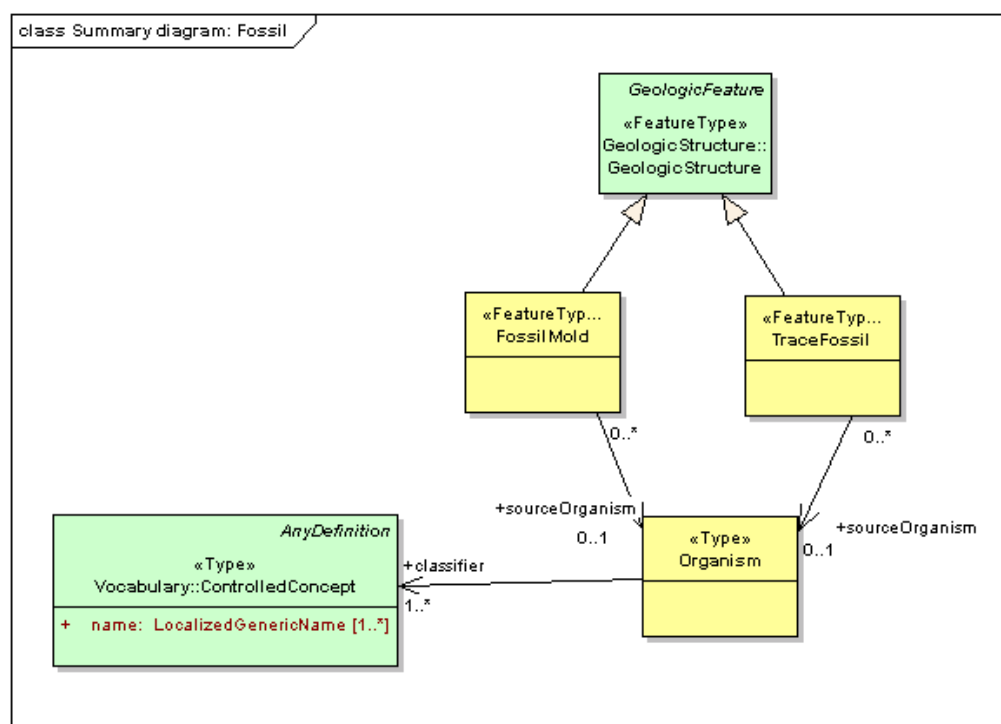 class Summary diagram: Fossil
GeologicFeature
«FeatureType»
GeologicStructure::
GeologicStructure
«FeatureTyp...
FossilMold
«FeatureTyp...
TraceFossil
0..*
0..*
+sourceOrganism
0..1
+sourceOrganism
0..1
«Type»
Organism
AnyDefinition
«Type»
Vocabulary::ControlledConcept
+ name: LocalizedGenericName [1..*]
+classifier
1..*